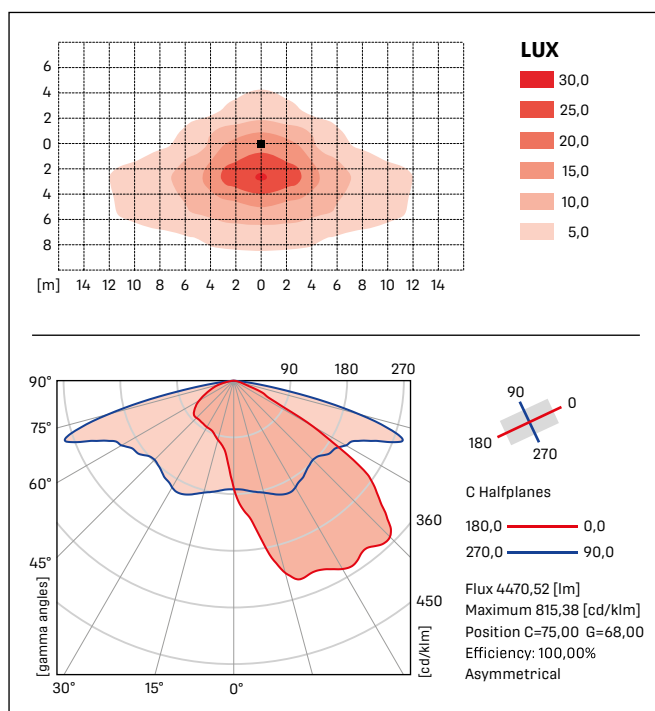 LUX
30,0
25,0
20,0
15,0
10,0
5,0
6
4
2
0
2
4
6
8
[m] 14 12 10 8 6 4 2 0 2 4 6 8 10 12 14
90 180 270
90°
75°
60°
45°
30° 15° 0°
360
450
[gamma angles]
[cd/klm]
90 0
180 270
C Halfplanes
180,0 0,0
270,0 90,0
Flux 4470,52 [lm]
Maximum 815,38 [cd/klm]
Position C=75,00 G=68,00
Efficiency: 100,00%
Asymmetrical